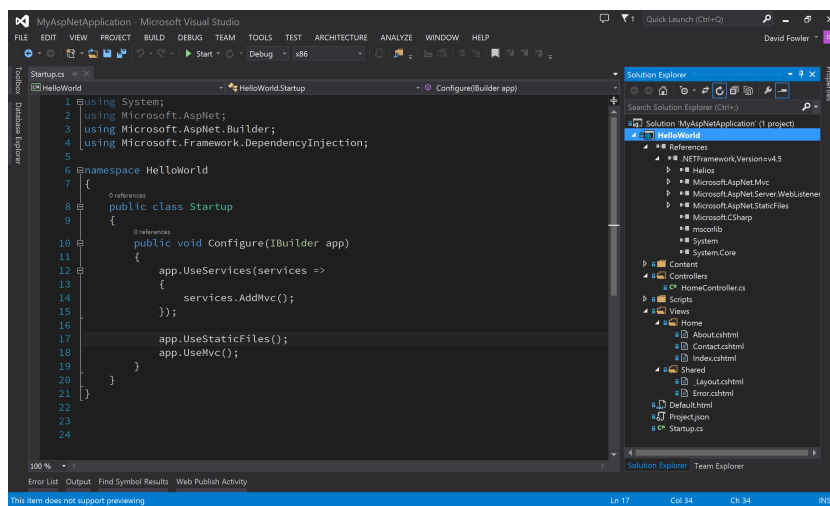 MyAspNetApplication - Microsoft Visual Studio
1 Quick Launch (Ctrl+Q)
FILE EDIT VIEW PROJECT BUILD DEBUG TEAM TOOLS TEST ARCHITECTURE ANALYZE WINDOW HELP
David Fowler
Start Debug x86
Toolbox
Database Explorer
Startup.cs
HelloWorld HelloWorld.Startup Configure(IBuilder app)
1 using System;
2 using Microsoft.AspNet;
3 using Microsoft.AspNet.Builder;
4 using Microsoft.Framework.DependencyInjection;
5
6 namespace HelloWorld
7 {
0 references
8 public class Startup
9 {
0 references
10 public void Configure(IBuilder app)
11 {
12 app.UseServices(services =>
13 {
14 services.AddMvc();
15 });
16
17 app.UseStaticFiles();
18 app.UseMvc();
19 }
20 }
21 }
22
23
24
100 %
Solution Explorer
Search Solution Explorer (Ctrl+;)
Solution 'MyAspNetApplication' (1 project)
HelloWorld
References
.NETFramework,Version=v4.5
Helios
Microsoft.AspNet.Mvc
Microsoft.AspNet.Server.WebListener
Microsoft.AspNet.StaticFiles
Microsoft.CSharp
mscorlib
System
System.Core
Content
Controllers
C# HomeController.cs
Scripts
Views
Home
About.cshtml
Contact.cshtml
Index.cshtml
Shared
_Layout.cshtml
Error.cshtml
Default.html
Project.json
C# Startup.cs
Solution Explorer Team Explorer
Properties
Error List Output Find Symbol Results Web Publish Activity
This item does not support previewing Ln 17 Col 34 Ch 34 INS